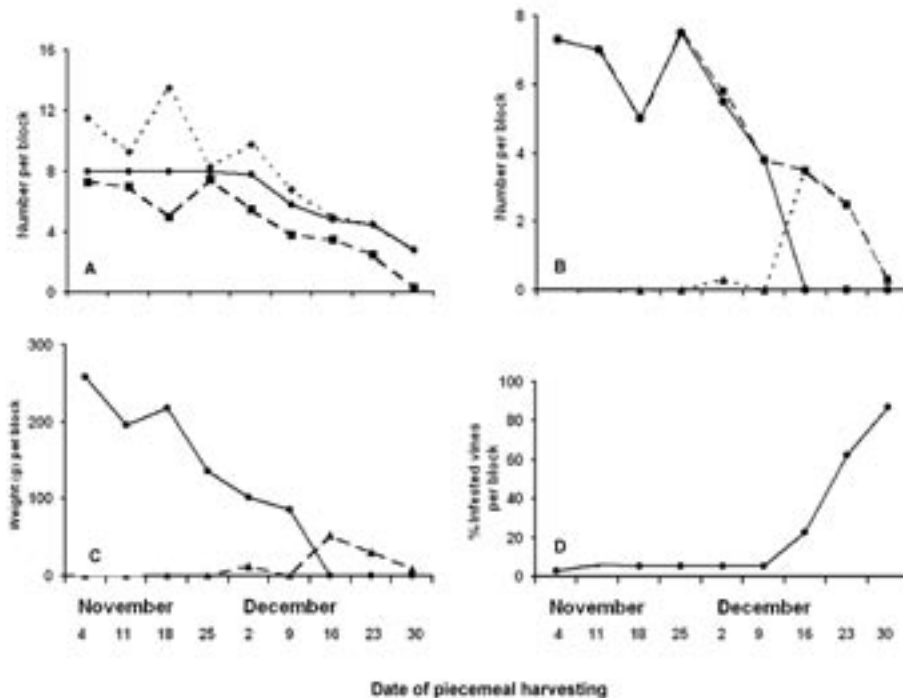 16
12
8
4
0
Number per block
A
8
6
4
2
0
Number per block
B
300
200
100
0
Weight (g) per block
C
100
80
60
40
20
0
% Infested vines
per block
D
November December
4 11 18 25 2 9 16 23 30
November December
4 11 18 25 2 9 16 23 30
Date of piecemeal harvesting